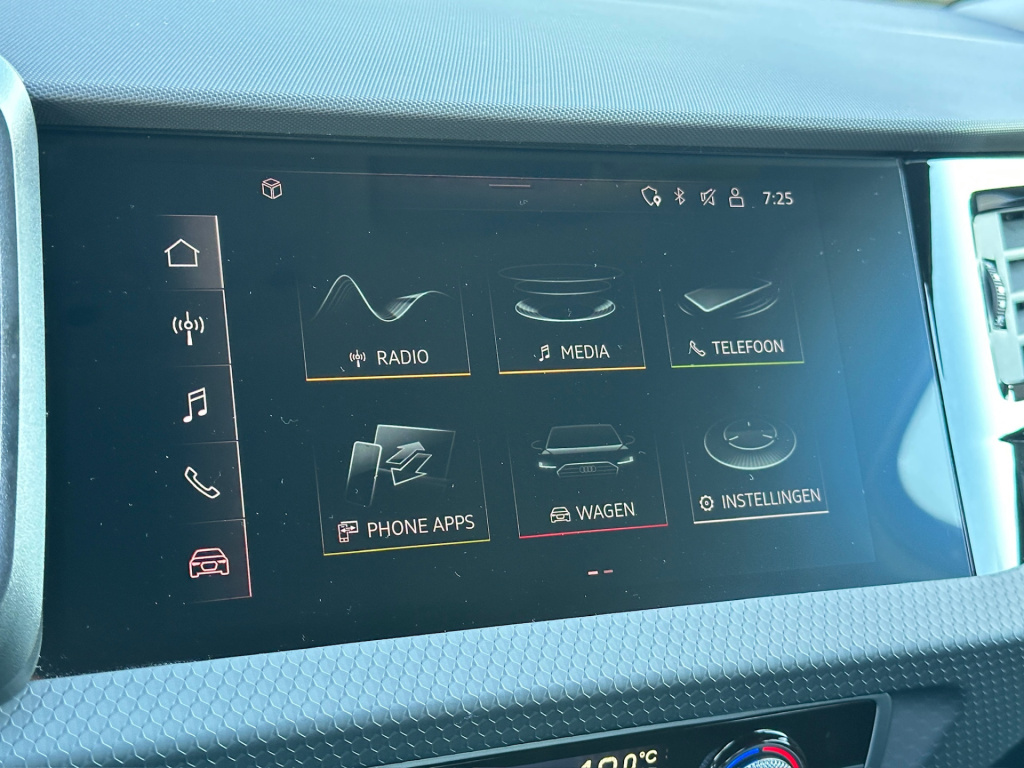 7:25
RADIO
MEDIA
TELEFOON
PHONE APPS
WAGEN
INSTELLINGEN
°C